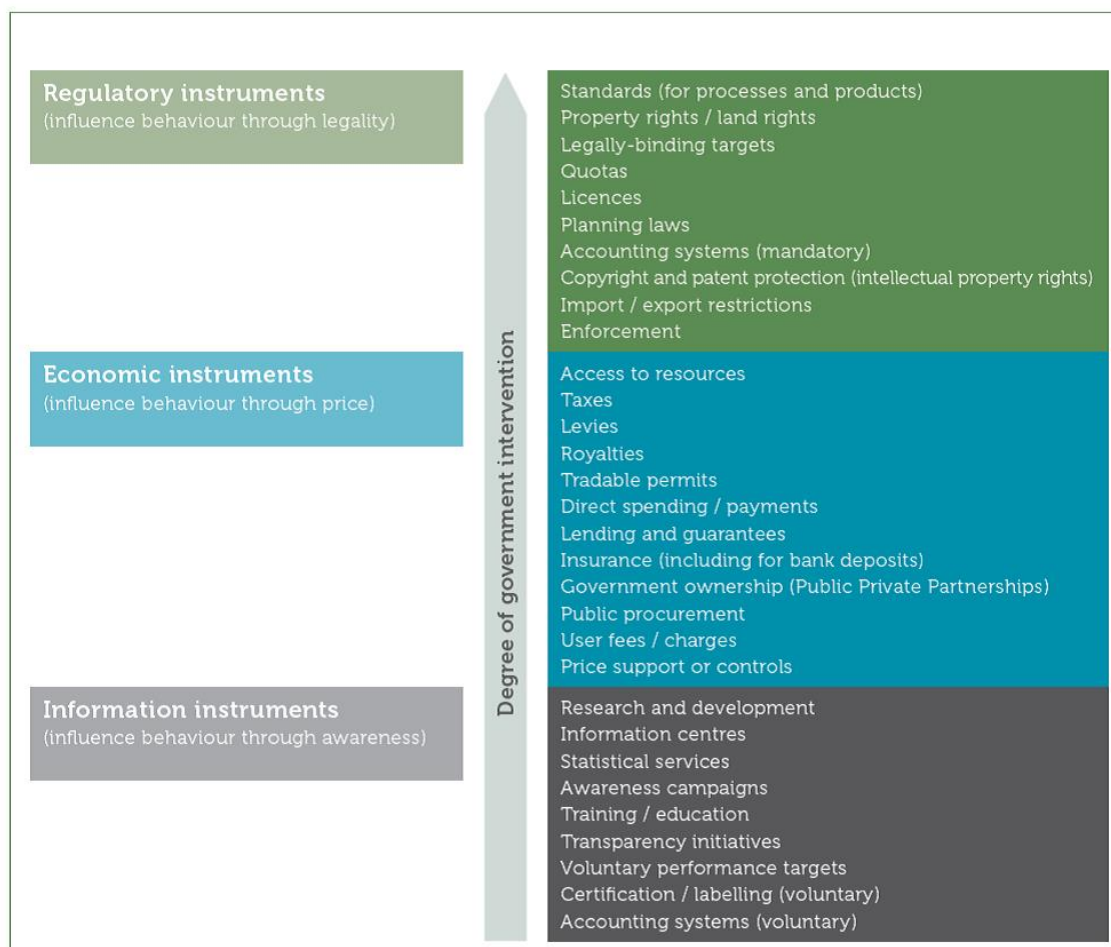 Regulatory instruments
(influence behaviour through legality)
Standards (for processes and products)
Property rights / land rights
Legally-binding targets
Quotas
Licences
Planning laws
Accounting systems (mandatory)
Copyright and patent protection (intellectual property rights)
Import / export restrictions
Enforcement
Degree of government intervention
Economic instruments
(influence behaviour through price)
Access to resources
Taxes
Levies
Royalties
Tradable permits
Direct spending / payments
Lending and guarantees
Insurance (including for bank deposits)
Government ownership (Public Private Partnerships)
Public procurement
User fees / charges
Price support or controls
Information instruments
(influence behaviour through awareness)
Research and development
Information centres
Statistical services
Awareness campaigns
Training / education
Transparency initiatives
Voluntary performance targets
Certification / labelling (voluntary)
Accounting systems (voluntary)